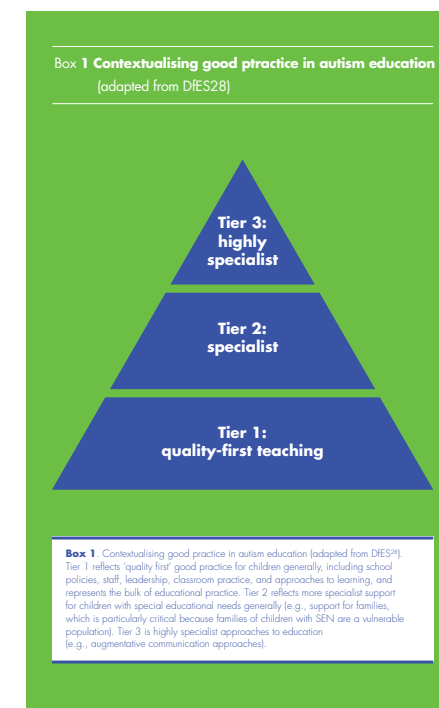 Box 1 Contextualising good ptractice in autism education
(adapted from DfES28)
Tier 3:
highly
specialist
Tier 2:
specialist
Tier 1:
quality-first teaching
Box 1. Contextualising good practice in autism education (adapted from DfES²⁸).
Tier 1 reflects 'quality first' good practice for children generally, including school
policies, staff, leadership, classroom practice, and approaches to learning, and
represents the bulk of educational practice. Tier 2 reflects more specialist support
for children with special educational needs generally (e.g., support for families,
which is particularly critical because families of children with SEN are a vulnerable
population). Tier 3 is highly specialist approaches to education
(e.g., augmentative communication approaches).